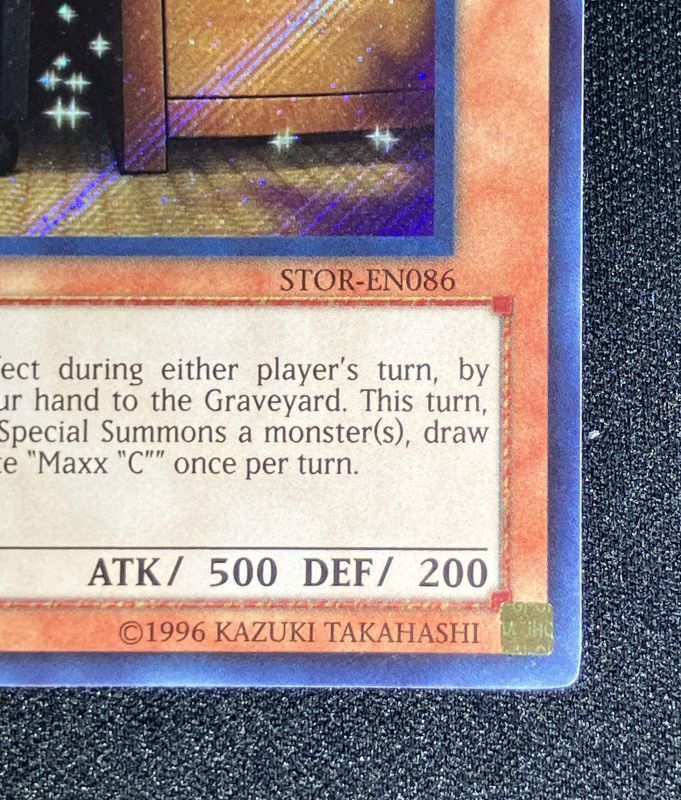 STOR-EN086
ect during either player's turn, by
ur hand to the Graveyard. This turn,
Special Summons a monster(s), draw
e "Maxx "C"" once per turn.
ATK/ 500 DEF/ 200
©1996 KAZUKI TAKAHASHI